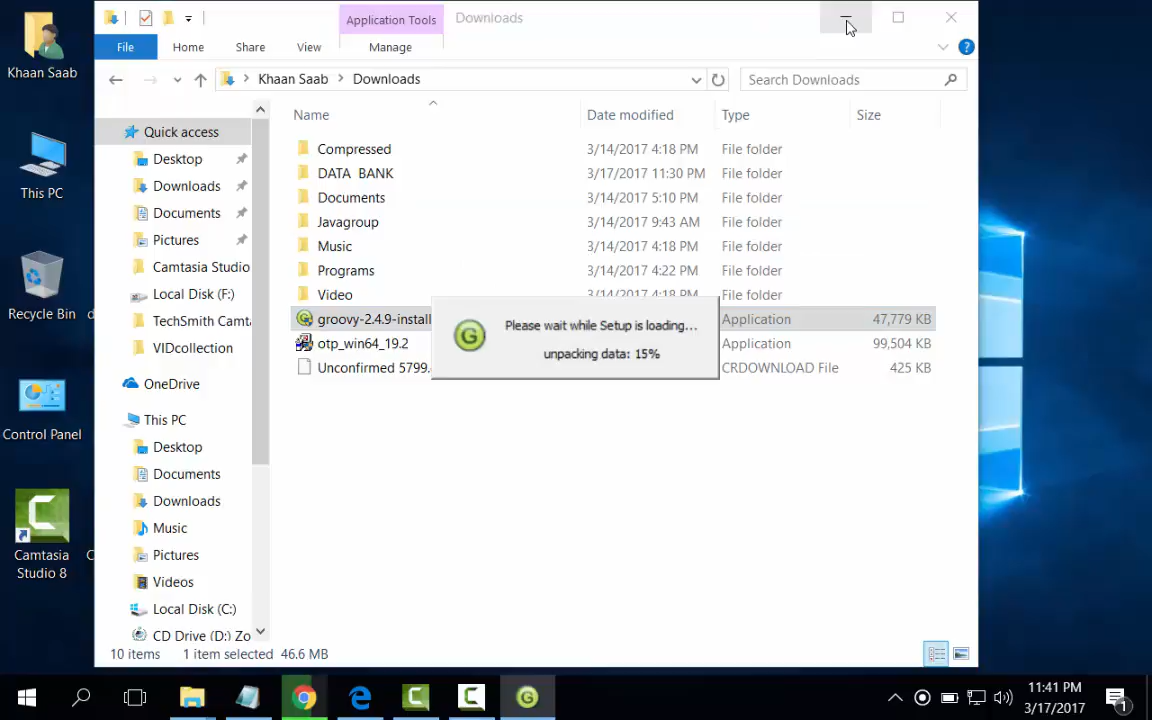 Application Tools
Downloads
File
Home
Share
View
Manage
Khaan Saab
Downloads
Search Downloads
Name
Date modified
Type
Size
Quick access
Desktop
Downloads
Documents
Pictures
Camtasia Studio
Local Disk (F:)
TechSmith Camt
VIDcollection
OneDrive
This PC
Desktop
Documents
Downloads
Music
Pictures
Videos
Local Disk (C:)
CD Drive (D:) Zo
Compressed 3/14/2017 4:18 PM File folder
DATA BANK 3/17/2017 11:30 PM File folder
Documents 3/14/2017 5:10 PM File folder
Javagroup 3/14/2017 9:43 AM File folder
Music 3/14/2017 4:18 PM File folder
Programs 3/14/2017 4:22 PM File folder
Video 3/14/2017 4:18 PM File folder
groovy-2.4.9-install Application 47,779 KB
otp_win64_19.2 Application 99,504 KB
Unconfirmed 5799. CRDOWNLOAD File 425 KB
Please wait while Setup is loading...
unpacking data: 15%
10 items 1 item selected 46.6 MB
Khaan Saab
This PC
Recycle Bin
d
Control Panel
Camtasia
Studio 8
C
11:41 PM
3/17/2017
1